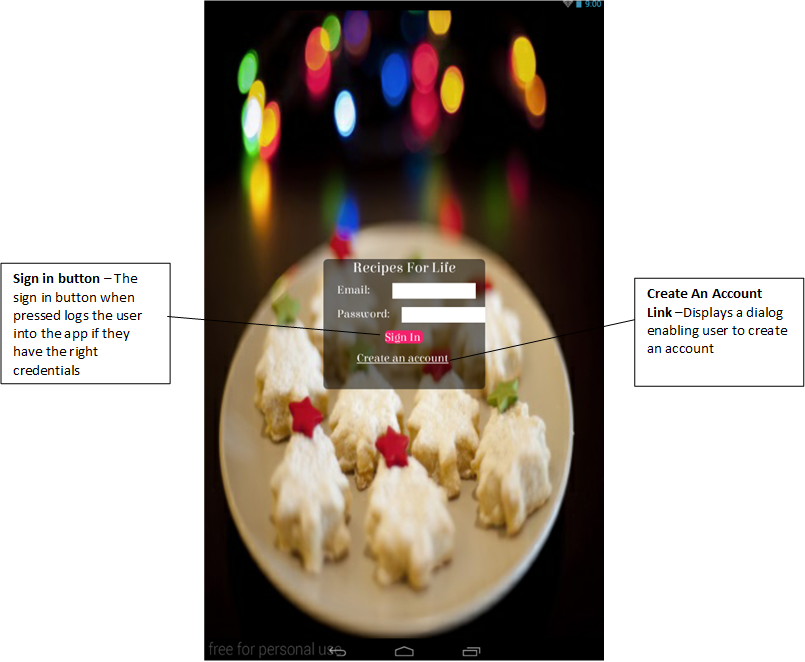 9:00
Recipes For Life
Email:
Password:
Sign In
Create an account
Sign in button – The
sign in button when
pressed logs the user
into the app if they
have the right
credentials
Create An Account
Link –Displays a dialog
enabling user to create
an account
free for personal use